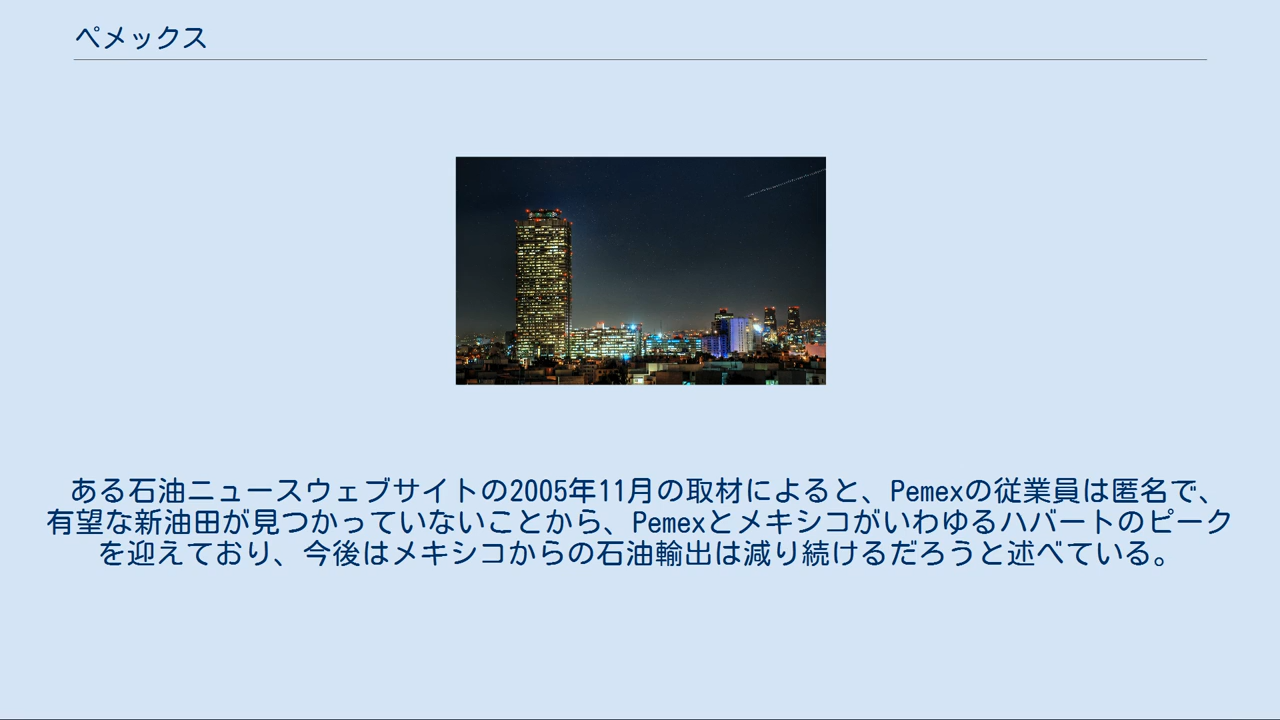 ペメックス
ある石油ニュースウェブサイトの2005年11月の取材によると、Pemexの従業員は匿名で、
有望な新油田が見つかっていないことから、Pemexとメキシコがいわゆるハバートのピーク
を迎えており、今後はメキシコからの石油輸出は減り続けるだろうと述べている。